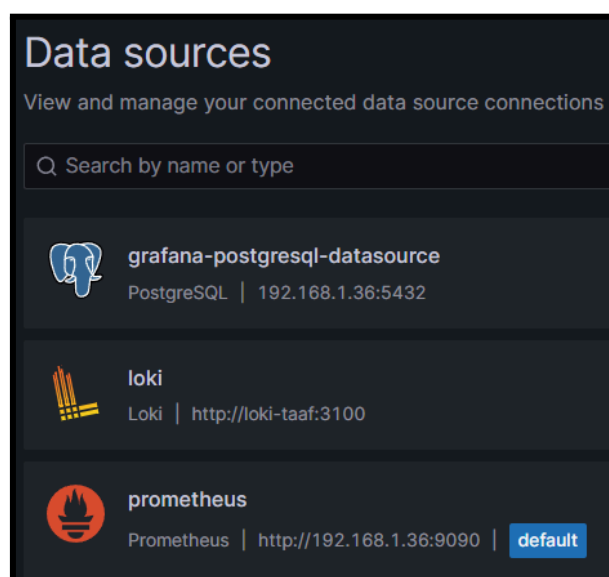 Data sources
View and manage your connected data source connections
Search by name or type
grafana-postgresql-datasource
PostgreSQL | 192.168.1.36:5432
loki
Loki | http://loki-taaf:3100
prometheus
Prometheus | http://192.168.1.36:9090 | default